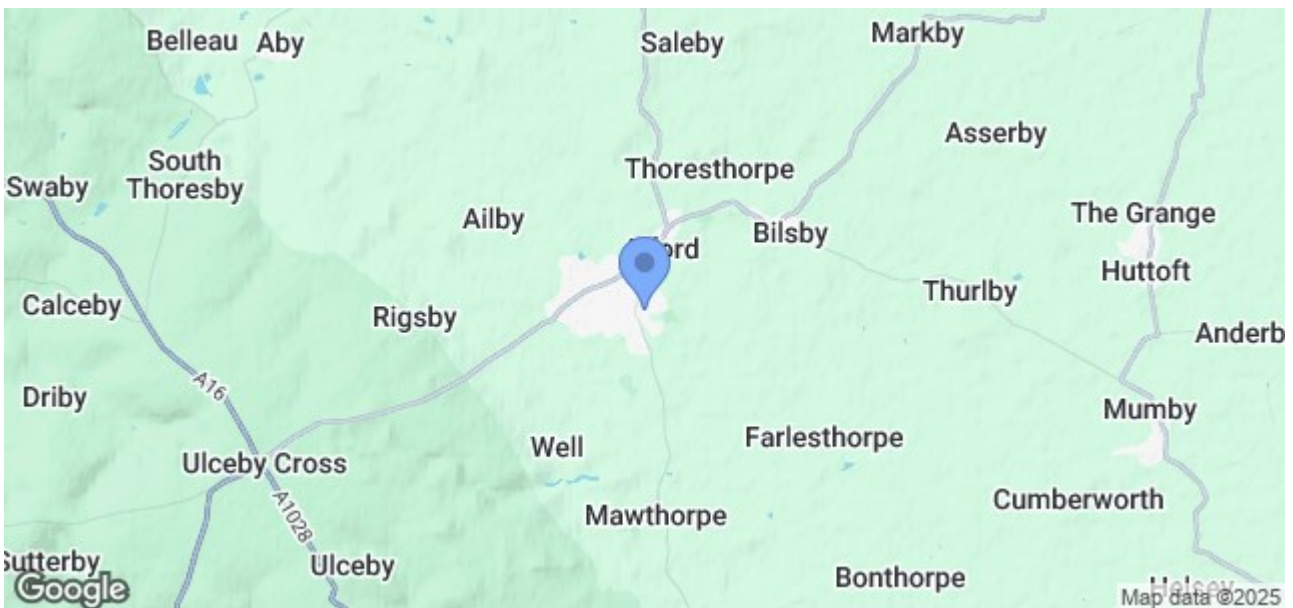 Belleau
Aby
Saleby
Markby
Asserby
South
Thoresby
Swaby
Thoresthorpe
Ailby
The Grange
Bilsby
Huttoft
Thurlby
Calceby
Rigsby
Anderb
A16
Driby
Mumby
Farlesthorpe
Well
Ulceby Cross
Cumberworth
A1028
Mawthorpe
Sutterby
Ulceby
Bonthorpe
Google
Map data ©2025